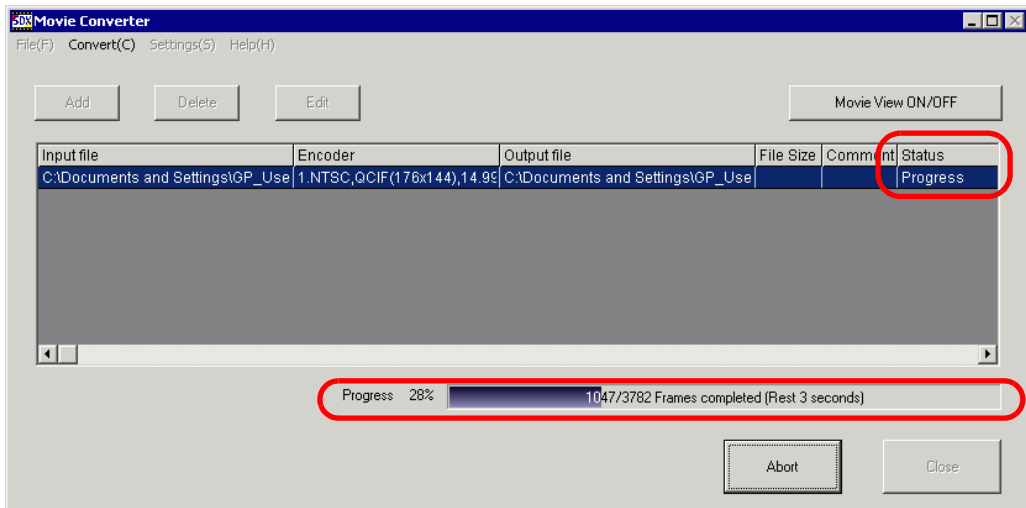 SDX Movie Converter
File(F) Convert(C) Settings(S) Help(H)
Add Delete Edit Movie View ON/OFF
Input file Encoder Output file File Size Comment Status
C:\Documents and Settings\GP_Use 1.NTSC,QCIF(176x144),14.99 C:\Documents and Settings\GP_Use Progress
Progress 28% 1047/3782 Frames completed (Rest 3 seconds)
Abort Close